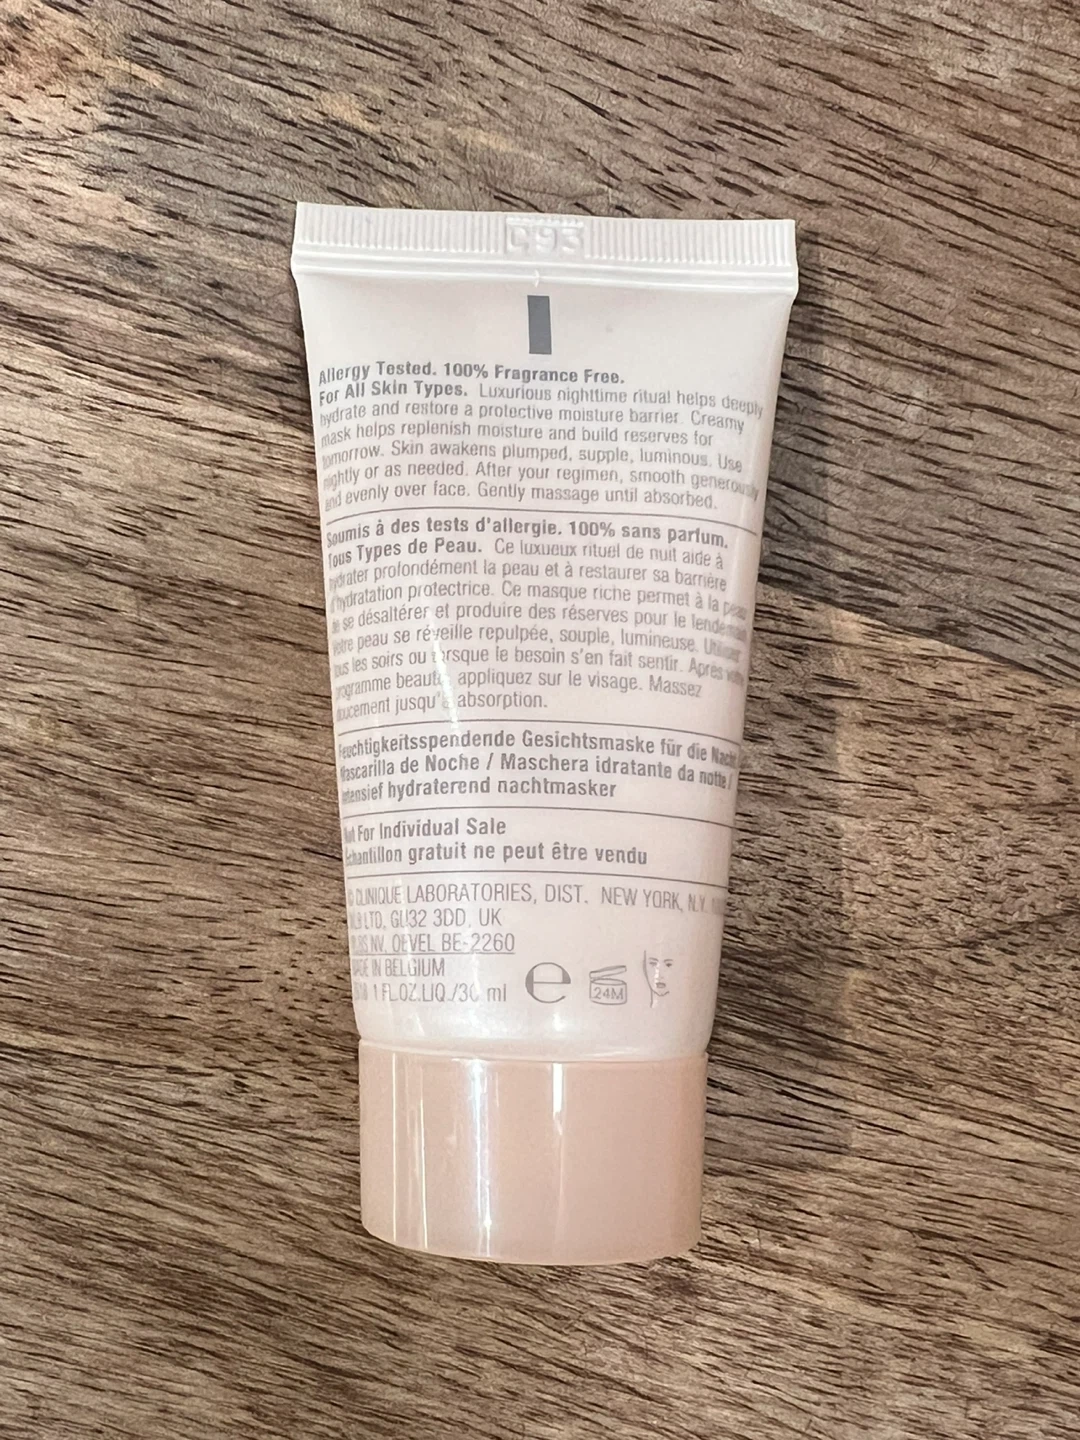 C93
Allergy Tested. 100% Fragrance Free.
For All Skin Types. Luxurious nighttime ritual helps deeply
hydrate and restore a protective moisture barrier. Creamy
mask helps replenish moisture and build reserves for
tomorrow. Skin awakens plumped, supple, luminous. Use
nightly or as needed. After your regimen, smooth generously
and evenly over face. Gently massage until absorbed.
Soumis à des tests d'allergie. 100% sans parfum.
Tous Types de Peau. Ce luxueux rituel de nuit aide à
hydrater profondément la peau et à restaurer sa barrière
d'hydratation protectrice. Ce masque riche permet à la peau
de se désaltérer et produire des réserves pour le lendemain.
Votre peau se réveille repulpée, souple, lumineuse. Utilisez
tous les soirs ou lorsque le besoin s'en fait sentir. Après votre
programme beauté, appliquez sur le visage. Massez
doucement jusqu'à absorption.
Feuchtigkeitsspendende Gesichtsmaske für die Nacht
Mascarilla de Noche / Maschera idratante da notte /
Intensief hydraterend nachtmasker
Not For Individual Sale
Échantillon gratuit ne peut être vendu
© CLINIQUE LABORATORIES, DIST. NEW YORK, N.Y.
LTD, GU32 3DD, UK
NV, OEVEL BE-2260
MADE IN BELGIUM
1 FL.OZ.LIQ./30 ml e 24M